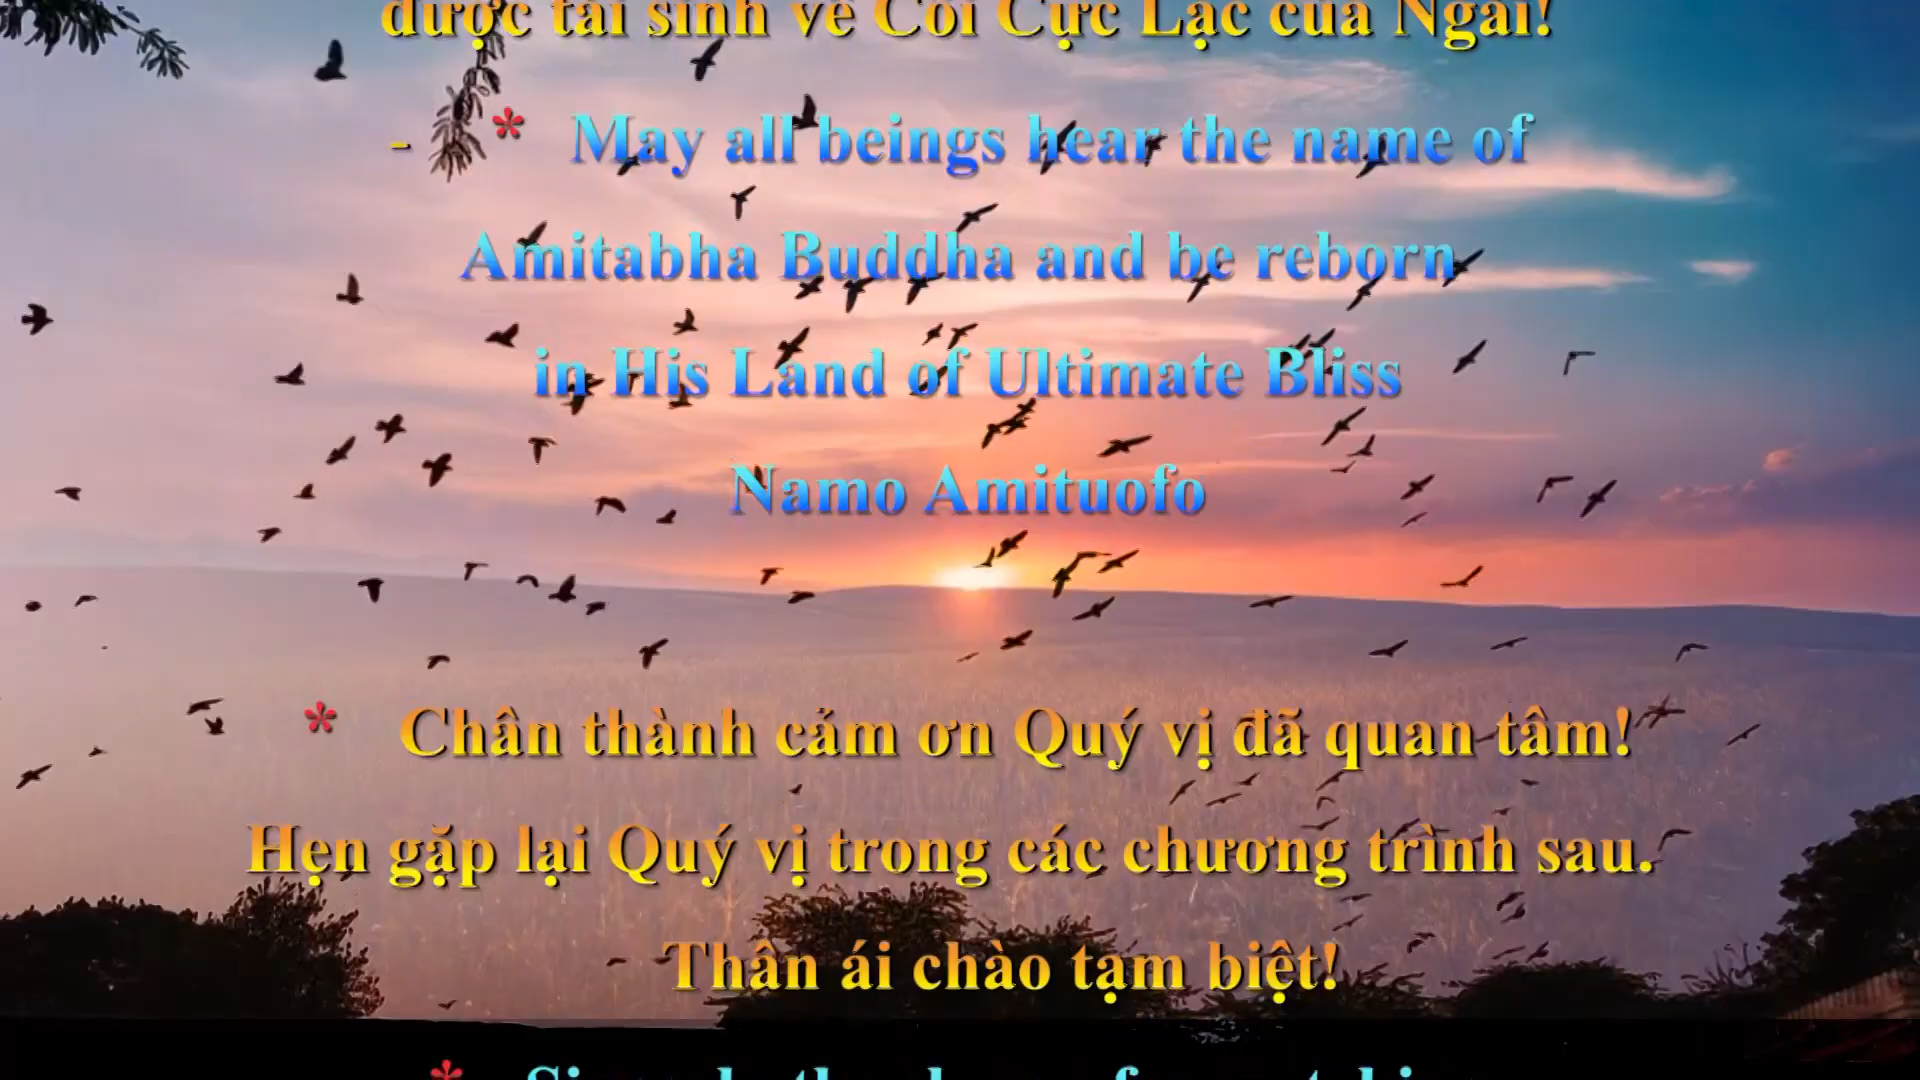 được tái sinh về Cõi Cực Lạc của Ngài!
- * May all beings hear the name of
Amitabha Buddha and be reborn
in His Land of Ultimate Bliss
Namo Amituofo
* Chân thành cảm ơn Quý vị đã quan tâm!
Hẹn gặp lại Quý vị trong các chương trình sau.
Thân ái chào tạm biệt!